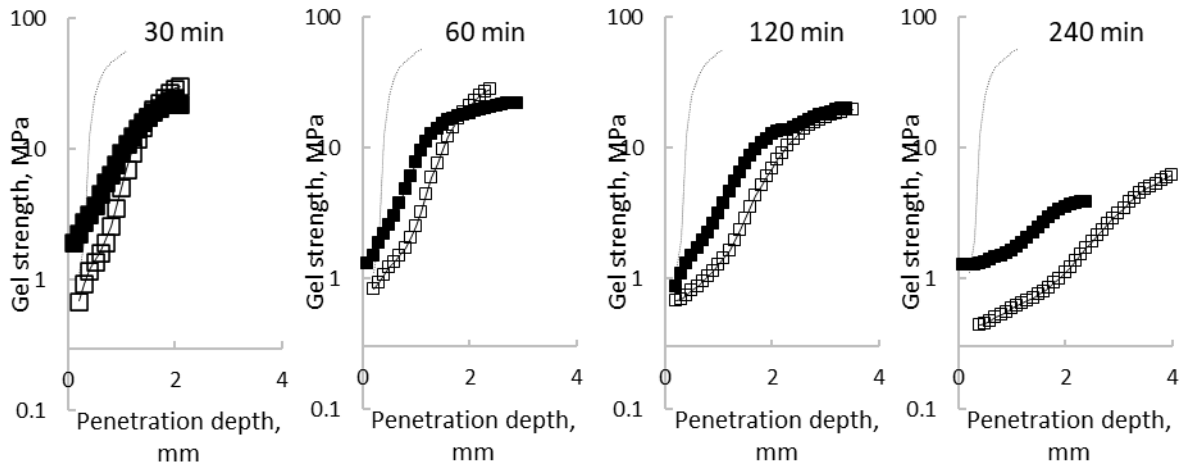 30 min
100
10
1
0.1
Gel strength, MPa
0 2 4
Penetration depth,
mm
60 min
100
10
1
0.1
Gel strength, MPa
0 2 4
Penetration depth,
mm
120 min
100
10
1
0.1
Gel strength, MPa
0 2 4
Penetration depth,
mm
240 min
100
10
1
0.1
Gel strength, MPa
0 2 4
Penetration depth,
mm